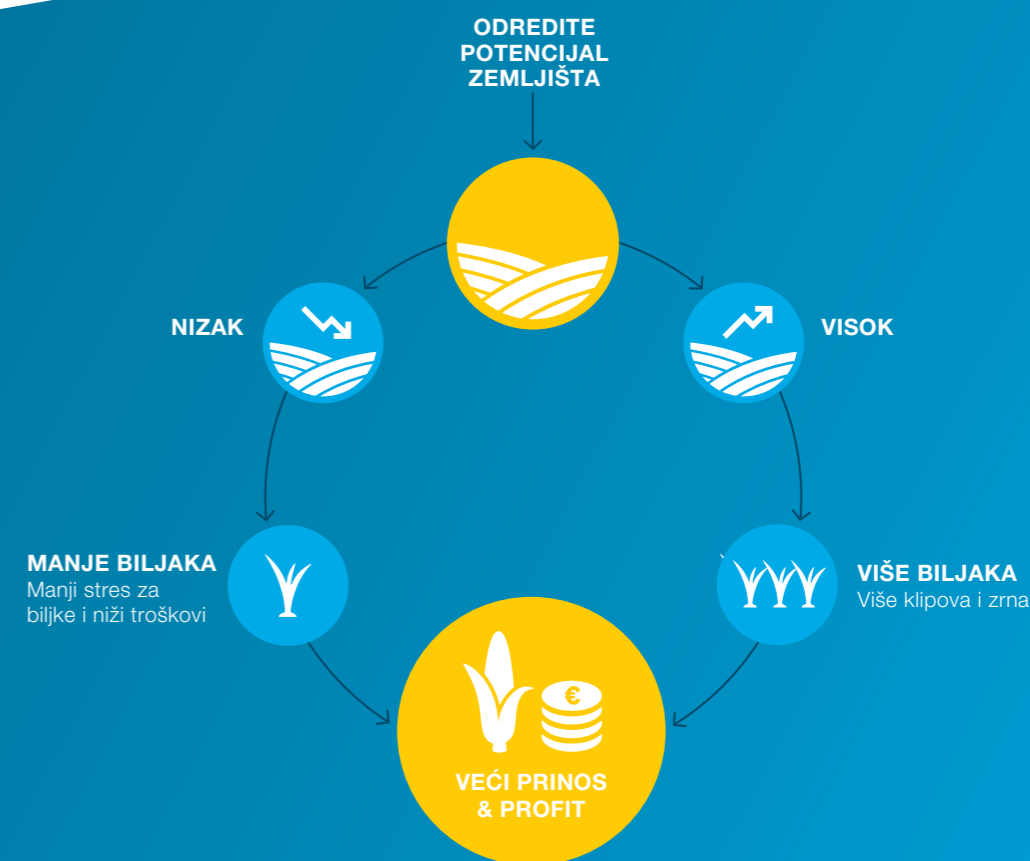 ODREDITE
POTENCIJAL
ZEMLJIŠTA
NIZAK
VISOK
MANJE BILJAKA
Manji stres za
biljke i niži troškovi
VIŠE BILJAKA
Više klipova i zrna
€
VEĆI PRINOS
& PROFIT